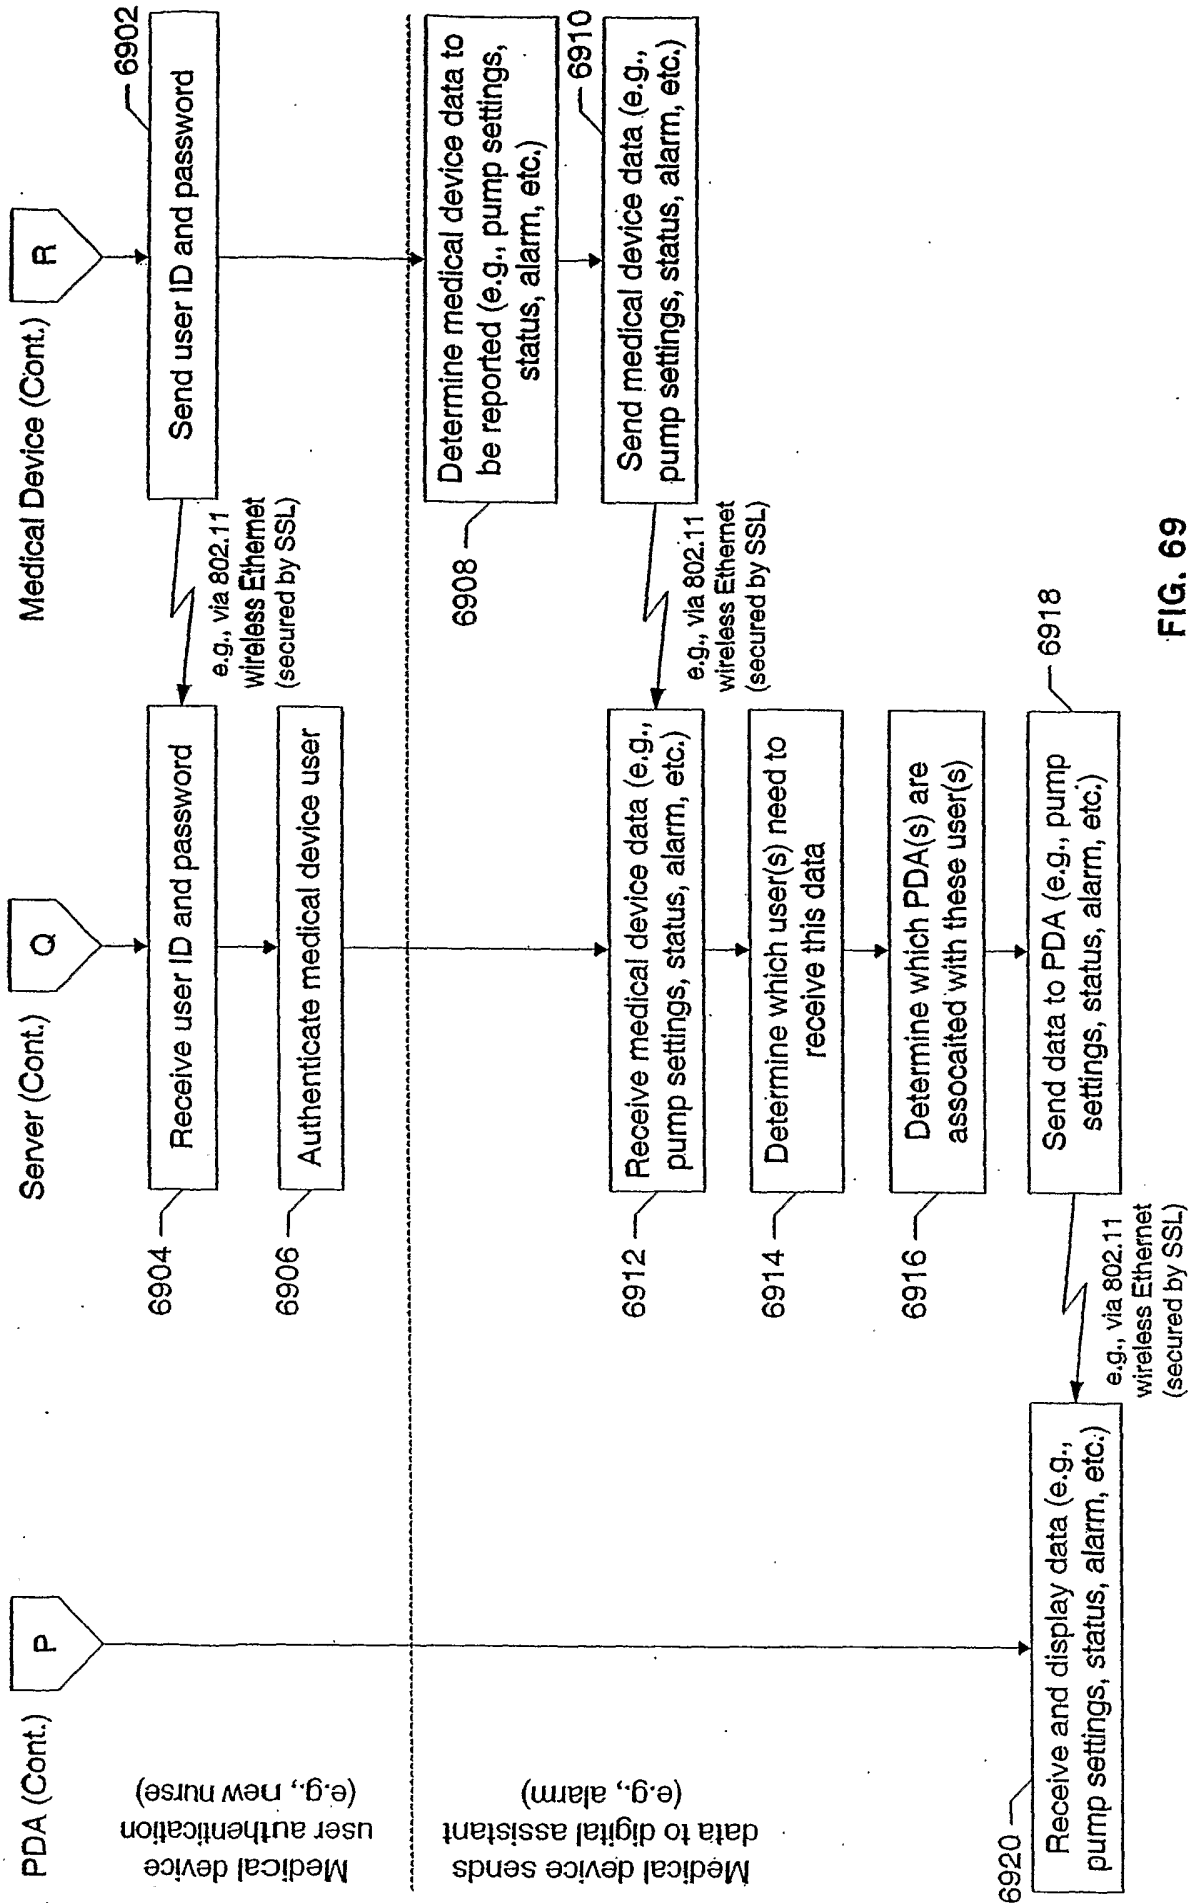 PDA (Cont.)
Server (Cont.)
Medical Device (Cont.)
P
Q
R
Medical device
user authentication
(e.g., new nurse)
6902
Send user ID and password
e.g., via 802.11
wireless Ethernet
(secured by SSL)
6904
Receive user ID and password
6906
Authenticate medical device user
Medical device sends
data to digital assistant
(e.g., alarm)
6908
Determine medical device data to
be reported (e.g., pump settings,
status, alarm, etc.)
6910
Send medical device data (e.g.,
pump settings, status, alarm, etc.)
e.g., via 802.11
wireless Ethernet
(secured by SSL)
6912
Receive medical device data (e.g.,
pump settings, status, alarm, etc.)
6914
Determine which user(s) need to
receive this data
6916
Determine which PDA(s) are
assocaited with these user(s)
6918
Send data to PDA (e.g., pump
settings, status, alarm, etc.)
e.g., via 802.11
wireless Ethernet
(secured by SSL)
6920
Receive and display data (e.g.,
pump settings, status, alarm, etc.)
FIG. 69